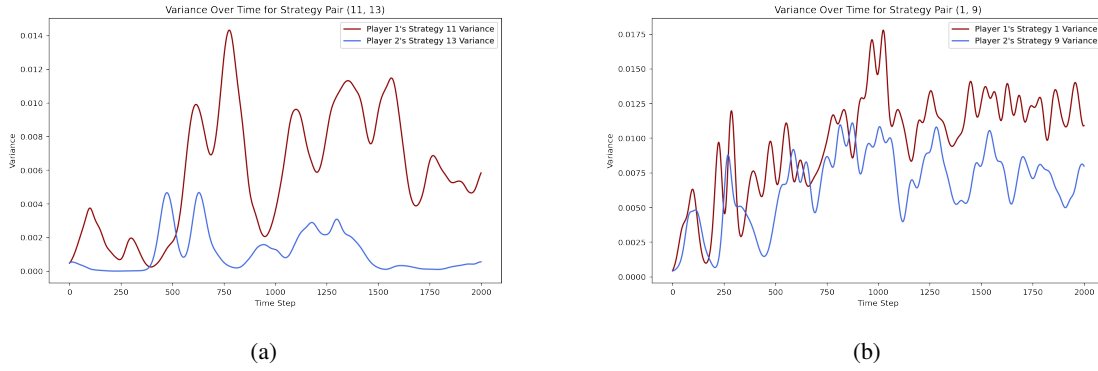 Variance Over Time for Strategy Pair (11, 13)
Player 1's Strategy 11 Variance
Player 2's Strategy 13 Variance
Variance
0.014
0.012
0.010
0.008
0.006
0.004
0.002
0.000
0
250
500
750
1000
1250
1500
1750
2000
Time Step
(a)
Variance Over Time for Strategy Pair (1, 9)
Player 1's Strategy 1 Variance
Player 2's Strategy 9 Variance
Variance
0.0175
0.0150
0.0125
0.0100
0.0075
0.0050
0.0025
0.0000
0
250
500
750
1000
1250
1500
1750
2000
Time Step
(b)